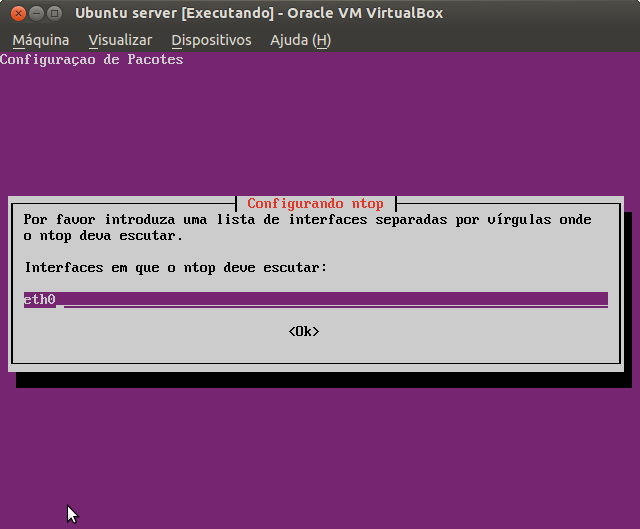 Ubuntu server [Executando] - Oracle VM VirtualBox
Máquina Visualizar Dispositivos Ajuda (H)
Configuraçao de Pacotes
Configurando ntop
Por favor introduza uma lista de interfaces separadas por vírgulas onde
o ntop deva escutar.
Interfaces em que o ntop deve escutar:
eth0
<Ok>